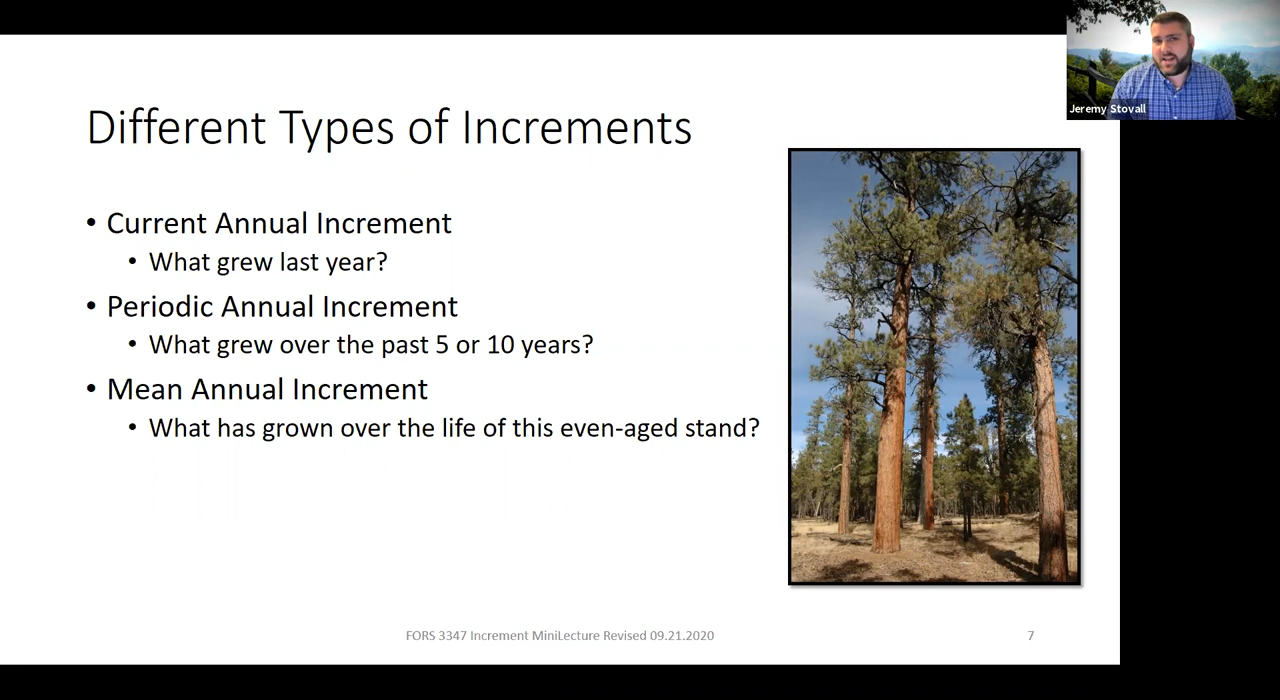 Jeremy Stovall
Different Types of Increments
• Current Annual Increment
• What grew last year?
• Periodic Annual Increment
• What grew over the past 5 or 10 years?
• Mean Annual Increment
• What has grown over the life of this even-aged stand?
FORS 3347 Increment MiniLecture Revised 09.21.2020
7